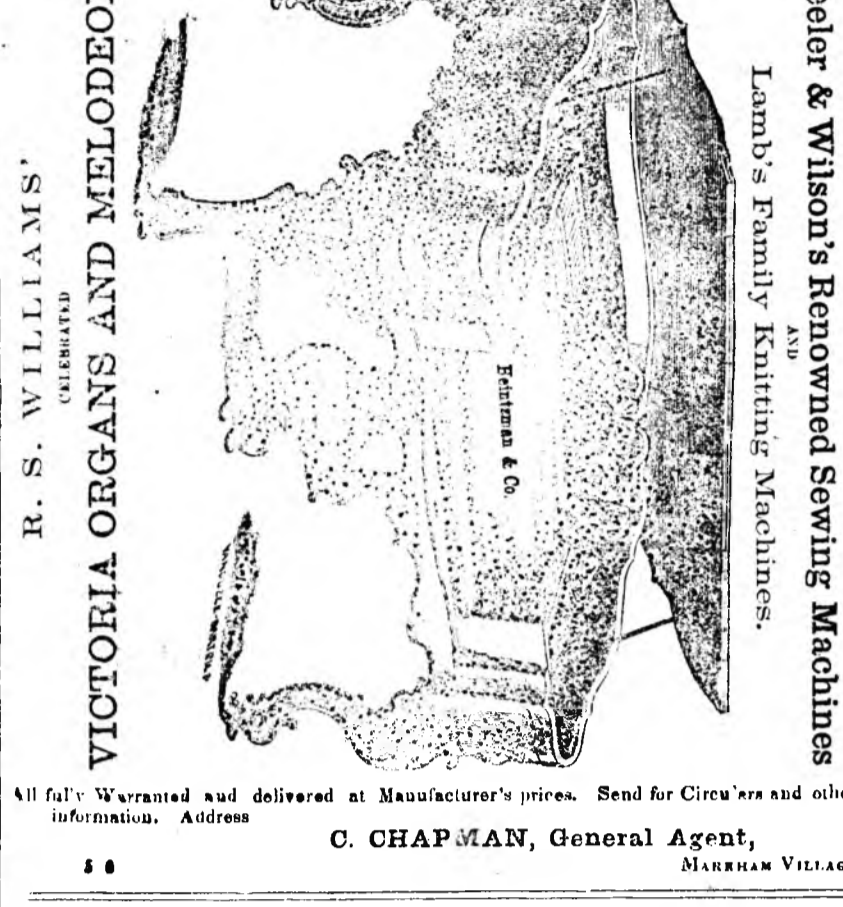 R. S. WILLIAMS'
CELEBRATED
VICTORIA ORGANS AND MELODEO
Heintzman & Co.
eeler & Wilson's Renowned Sewing Machines
AND
Lamb's Family Knitting Machines.
All fully Warranted and delivered at Manufacturer's prices. Send for Circulars and othe
information. Address
C. CHAPMAN, General Agent,
MARKHAM VILLAG